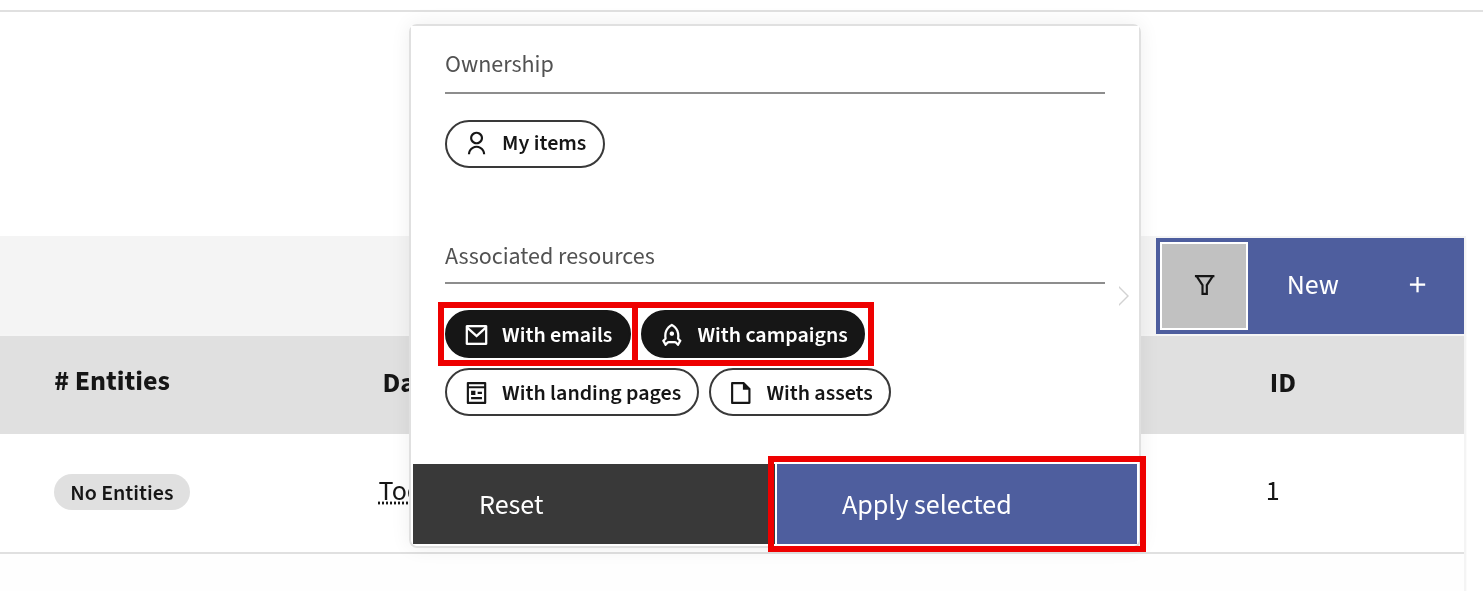 Ownership
My items
Associated resources
New +
With emails With campaigns
# Entities Da ID
With landing pages With assets
No Entities 1
Reset Apply selected